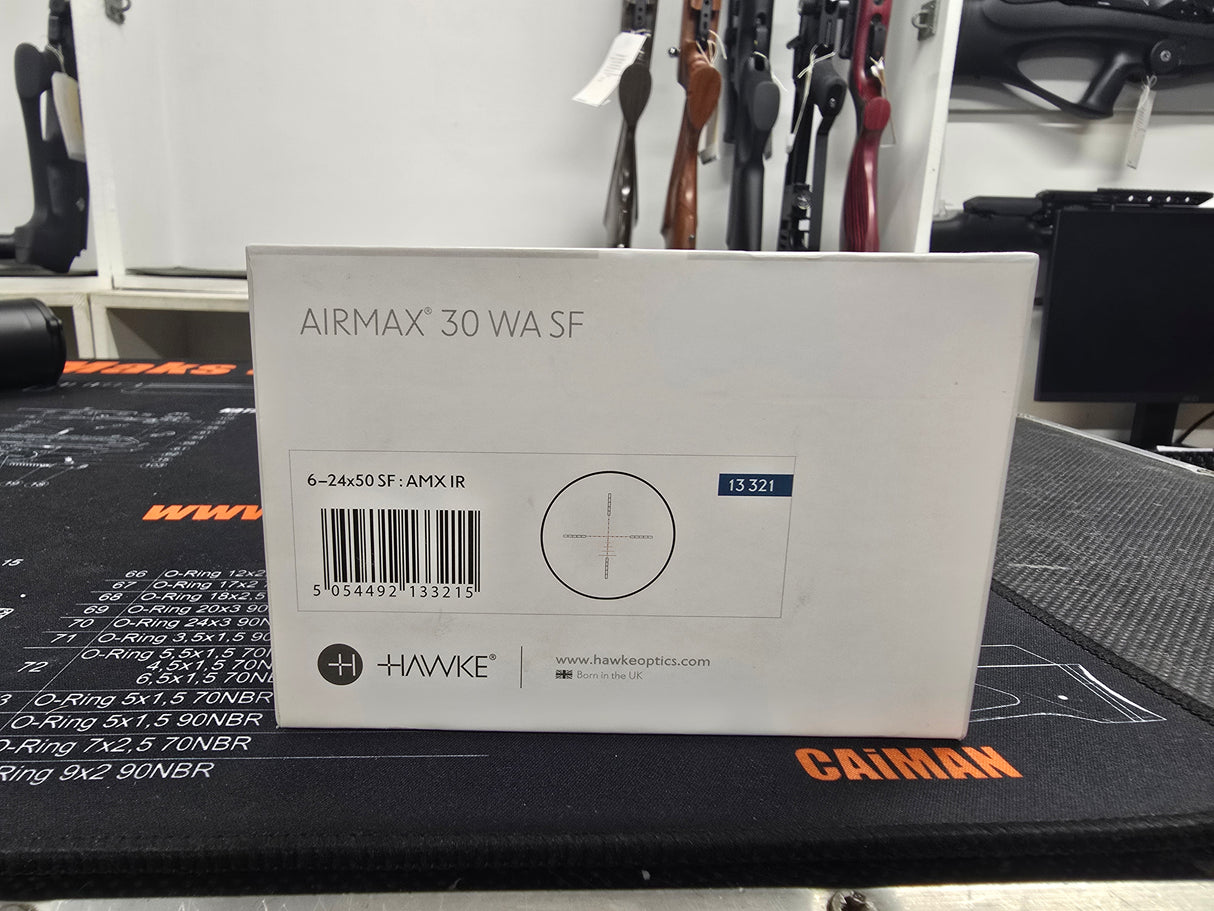 AIRMAX® 30 WA SF
6–24x50 SF : AMX IR
13 321
5 054492 133215
H HAWKE®
www.hawkeoptics.com
Born in the UK
Maks
www.
15
66 O-Ring 12x2
67 O-Ring 17x2
68 O-Ring 18x2,5
69 O-Ring 20x3 90
70 O-Ring 24x3 90N
71 O-Ring 3,5x1,5 90
72 O-Ring 5,5x1,5 70
4,5x1,5 70N
6,5x1,5 70N
3 O-Ring 5x1,5 70NBR
O-Ring 5x1,5 90NBR
O-Ring 7x2,5 70NBR
Ring 9x2 90NBR
CAiMAN